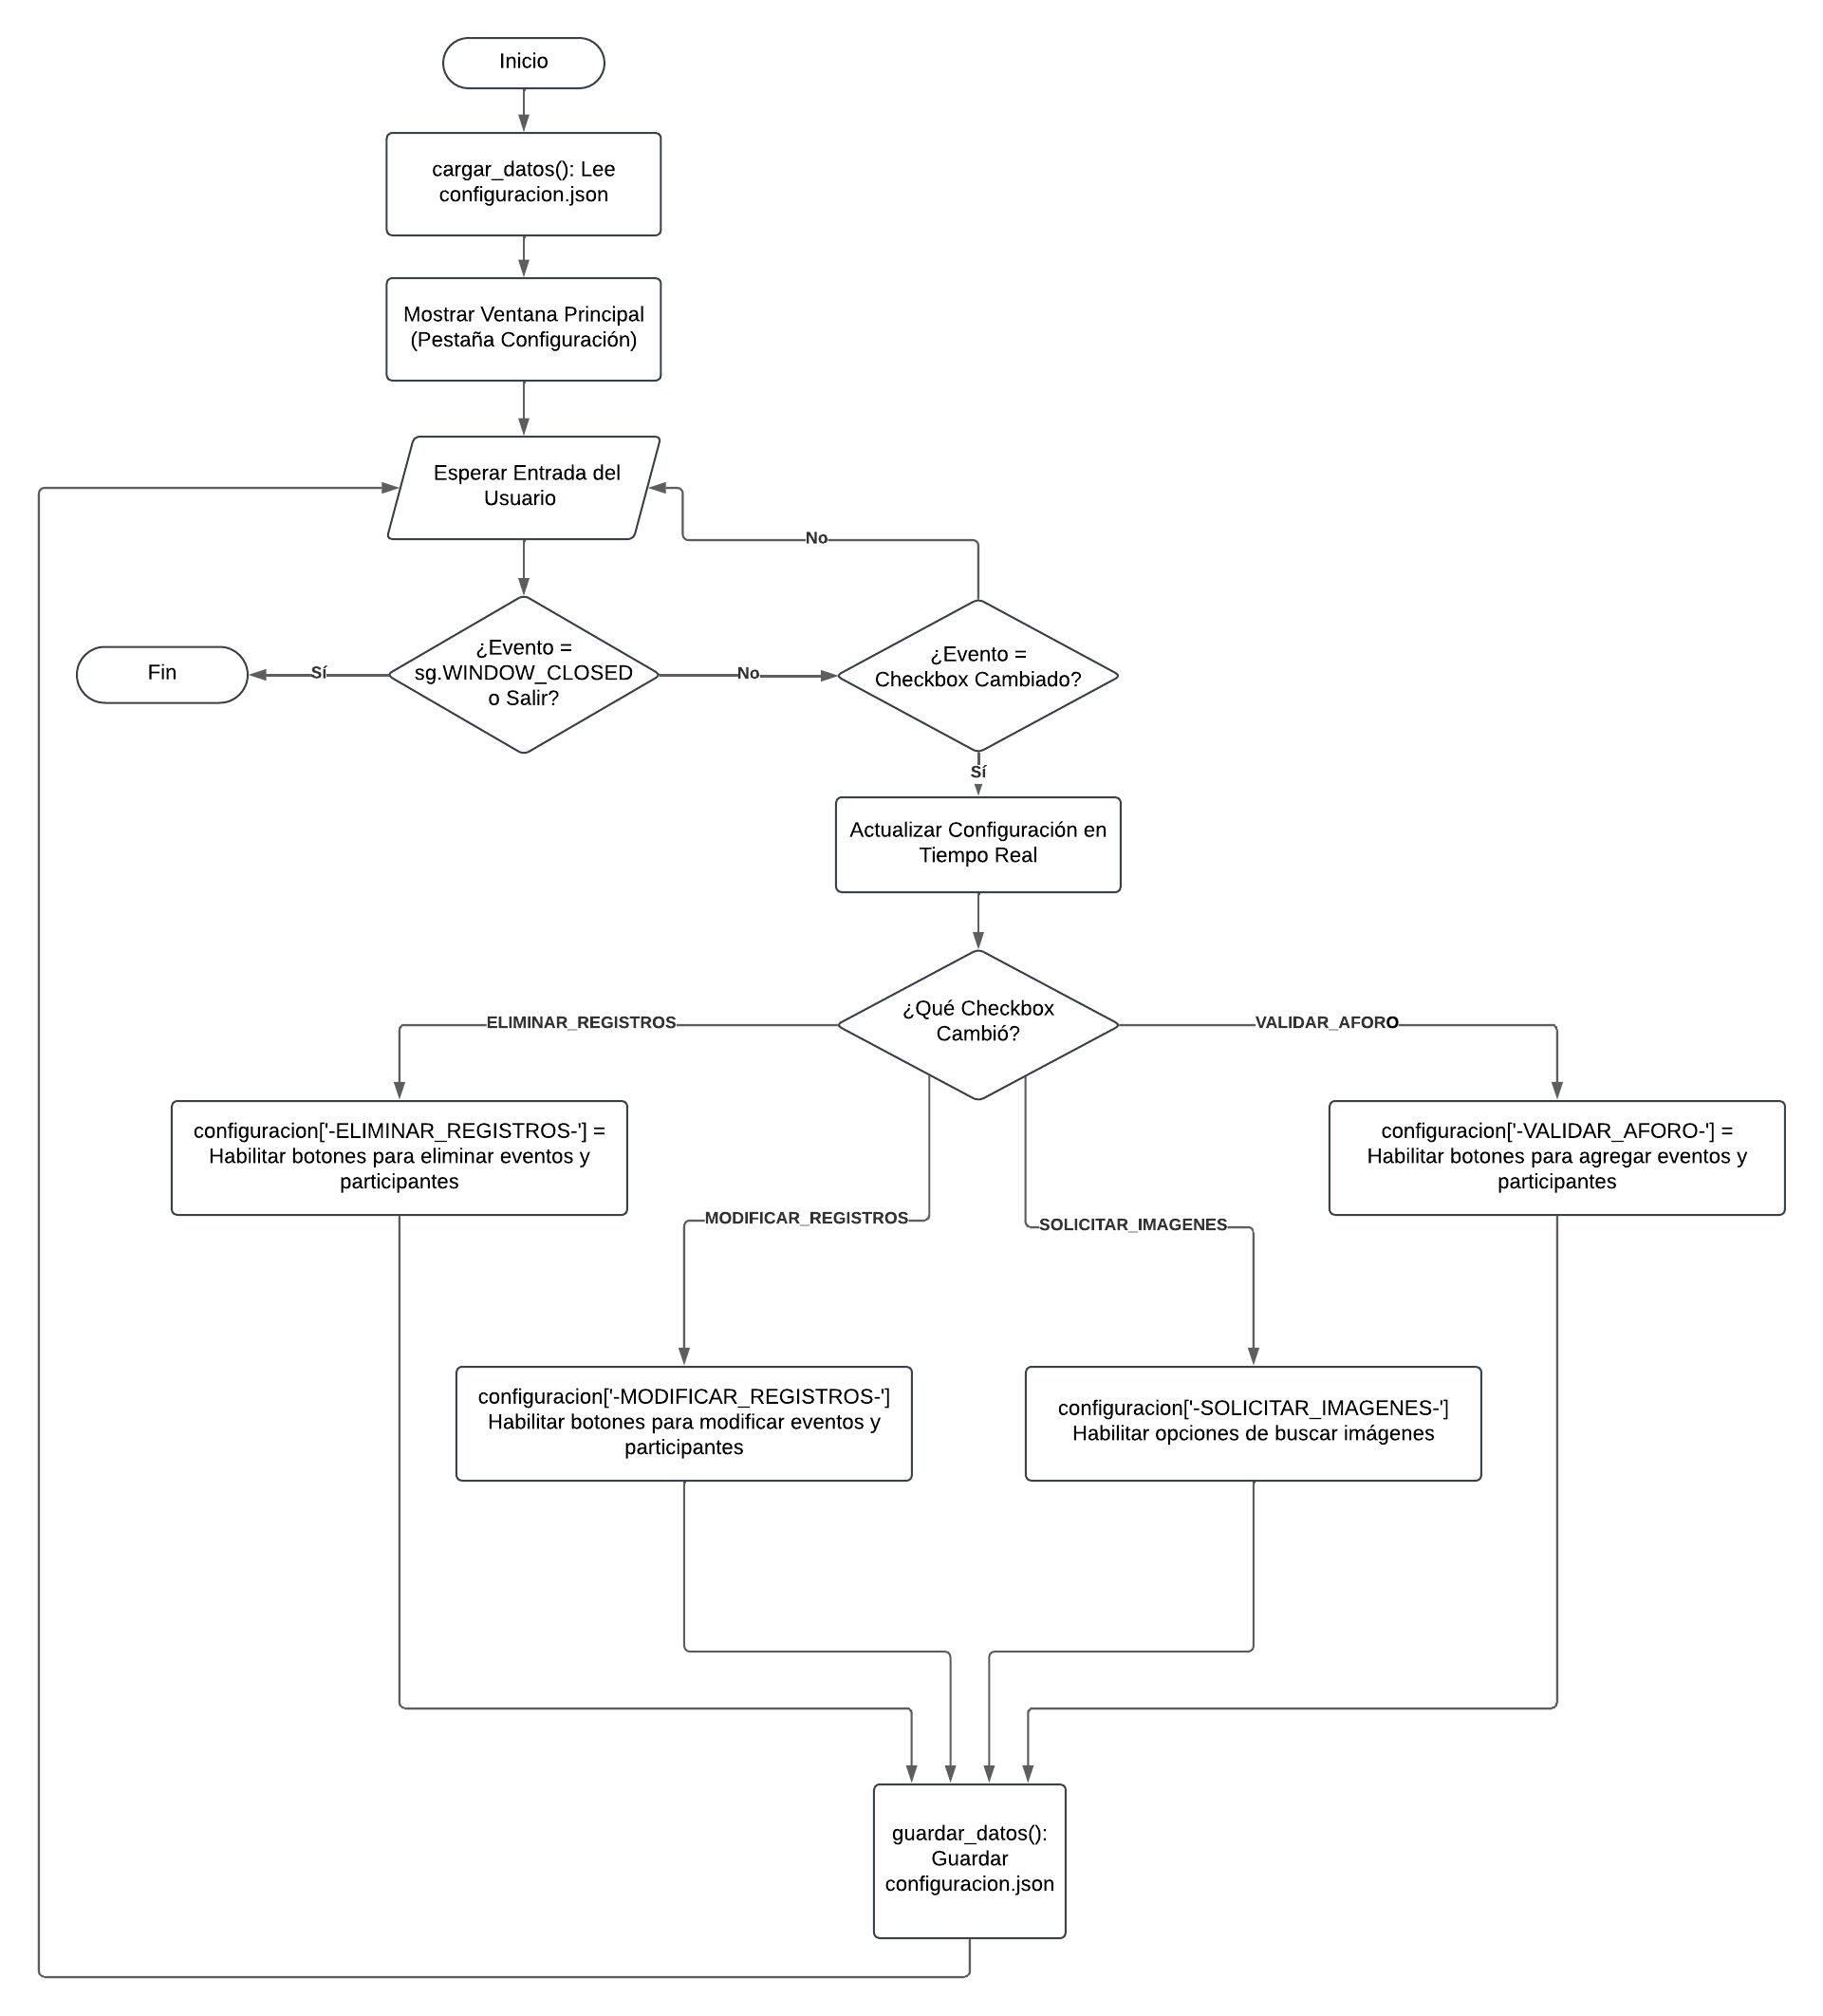 Inicio
cargar_datos(): Lee
configuracion.json
Mostrar Ventana Principal
(Pestaña Configuración)
Esperar Entrada del
Usuario
No
¿Evento =
sg.WINDOW_CLOSED
o Salir?
Sí
Fin
No
¿Evento =
Checkbox Cambiado?
Sí
Actualizar Configuración en
Tiempo Real
¿Qué Checkbox
Cambió?
ELIMINAR_REGISTROS
VALIDAR_AFORO
configuracion['-ELIMINAR_REGISTROS-'] =
Habilitar botones para eliminar eventos y
participantes
configuracion['-VALIDAR_AFORO-'] =
Habilitar botones para agregar eventos y
participantes
MODIFICAR_REGISTROS
SOLICITAR_IMAGENES
configuracion['-MODIFICAR_REGISTROS-']
Habilitar botones para modificar eventos y
participantes
configuracion['-SOLICITAR_IMAGENES-']
Habilitar opciones de buscar imágenes
guardar_datos():
Guardar
configuracion.json